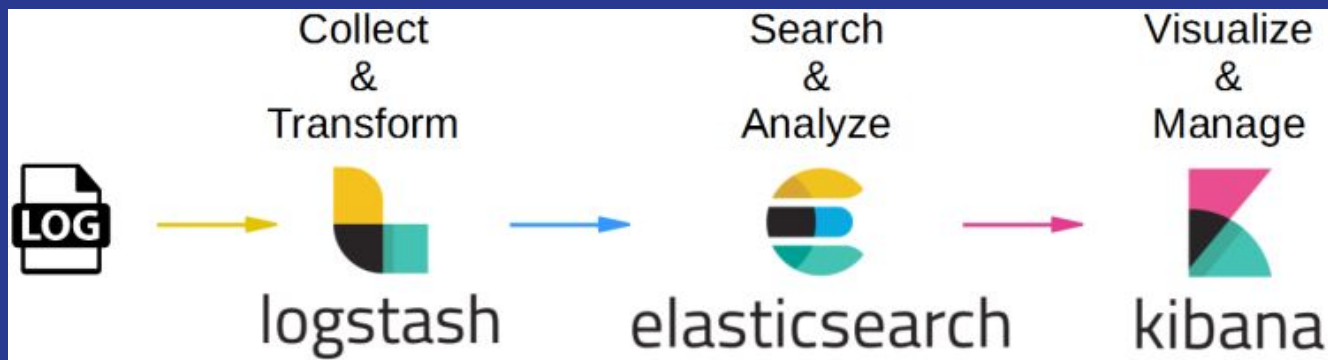 Collect
&
Transform
Search
&
Analyze
Visualize
&
Manage
LOG
logstash
elasticsearch
kibana